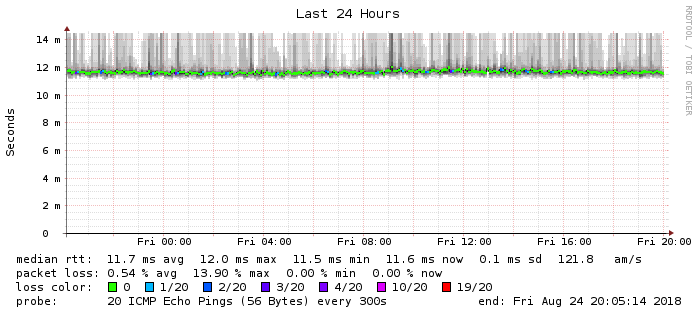 Last 24 Hours
RRDTOOL / TOBI OETIKER
Seconds
14 m
12 m
10 m
8 m
6 m
4 m
2 m
0
Fri 00:00 Fri 04:00 Fri 08:00 Fri 12:00 Fri 16:00 Fri 20:00
median rtt: 11.7 ms avg 12.0 ms max 11.5 ms min 11.6 ms now 0.1 ms sd 121.8 am/s
packet loss: 0.54 % avg 13.90 % max 0.00 % min 0.00 % now
loss color: 0 1/20 2/20 3/20 4/20 10/20 19/20
probe: 20 ICMP Echo Pings (56 Bytes) every 300s end: Fri Aug 24 20:05:14 2018